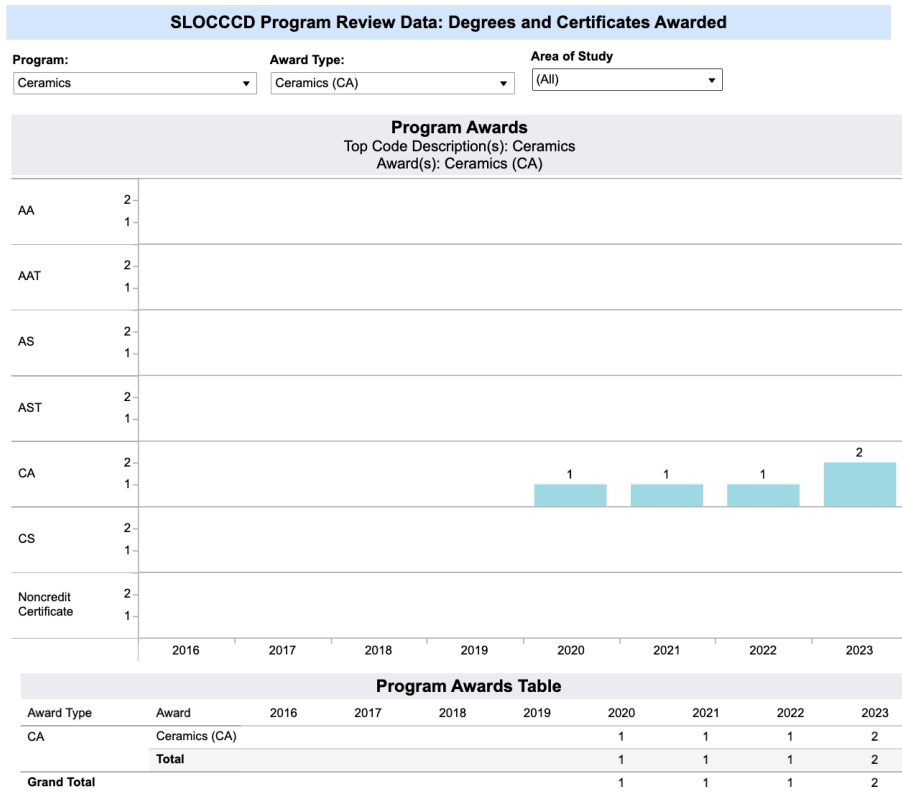 SLOCCCD Program Review Data: Degrees and Certificates Awarded
Program: Award Type: Area of Study
Ceramics Ceramics (CA) (All)
Program Awards
Top Code Description(s): Ceramics
Award(s): Ceramics (CA)
AA 2 1
AAT 2 1
AS 2 1
AST 2 1
CA 2 1 1 1 1 2
CS 2 1
Noncredit
Certificate 2 1
2016 2017 2018 2019 2020 2021 2022 2023
Program Awards Table
Award Type Award 2016 2017 2018 2019 2020 2021 2022 2023
CA Ceramics (CA) 1 1 1 2
Total 1 1 1 2
Grand Total 1 1 1 2